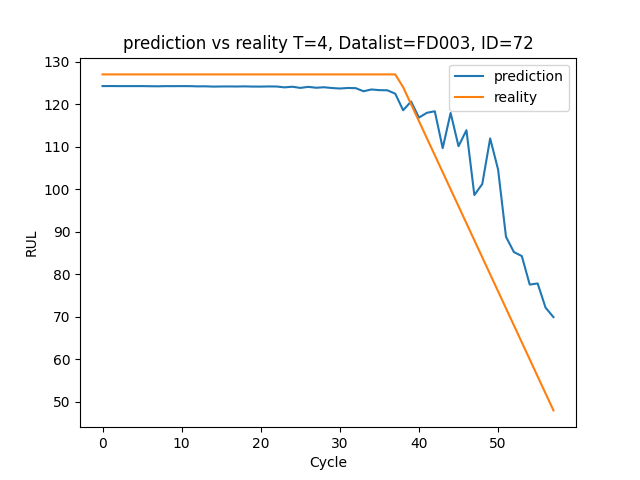 prediction vs reality T=4, Datalist=FD003, ID=72
130
120
110
100
90
80
70
60
50
RUL
prediction
reality
0 10 20 30 40 50
Cycle